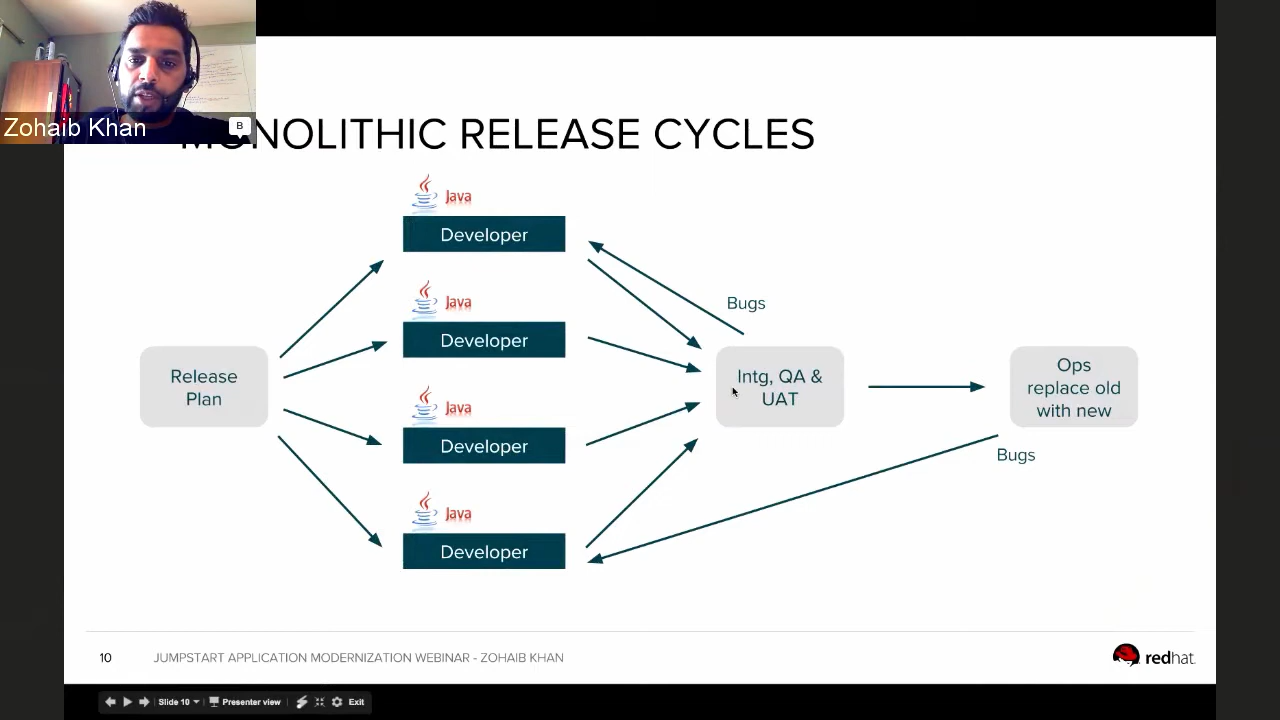 Zohaib Khan
B
MONOLITHIC RELEASE CYCLES
Java
Developer
Java
Developer
Java
Developer
Java
Developer
Release
Plan
Bugs
Intg, QA &
UAT
Ops
replace old
with new
Bugs
10
JUMPSTART APPLICATION MODERNIZATION WEBINAR - ZOHAIB KHAN
redhat.
Slide 10
Presenter view
Exit